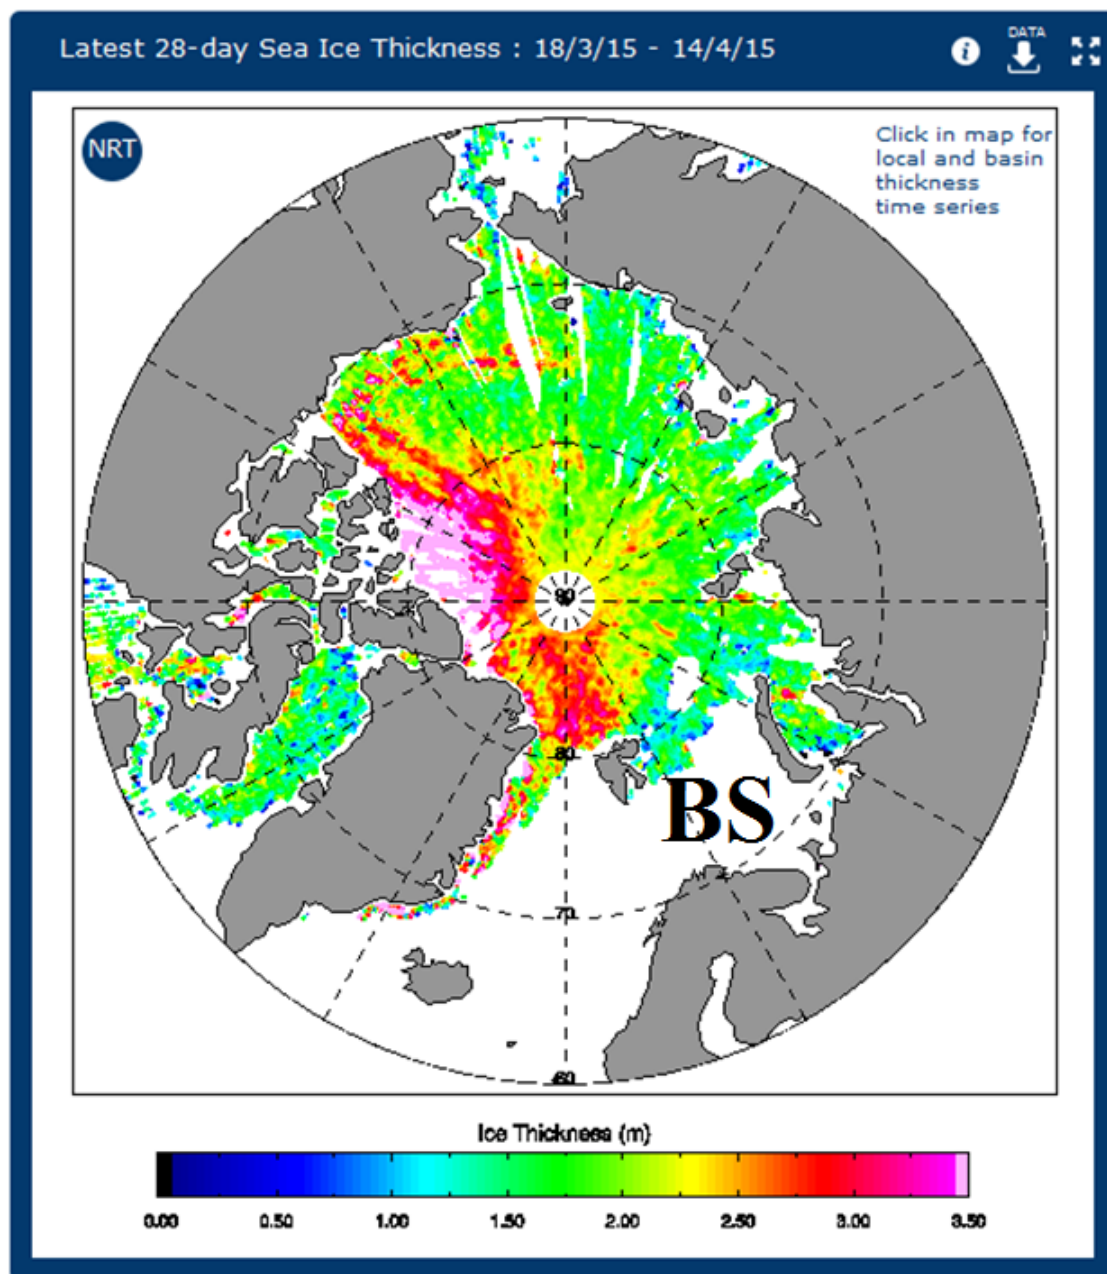 Latest 28-day Sea Ice Thickness : 18/3/15 - 14/4/15
DATA
NRT
Click in map for
local and basin
thickness
time series
90
80
BS
70
60
Ice Thickness (m)
0.00 0.50 1.00 1.50 2.00 2.50 3.00 3.50